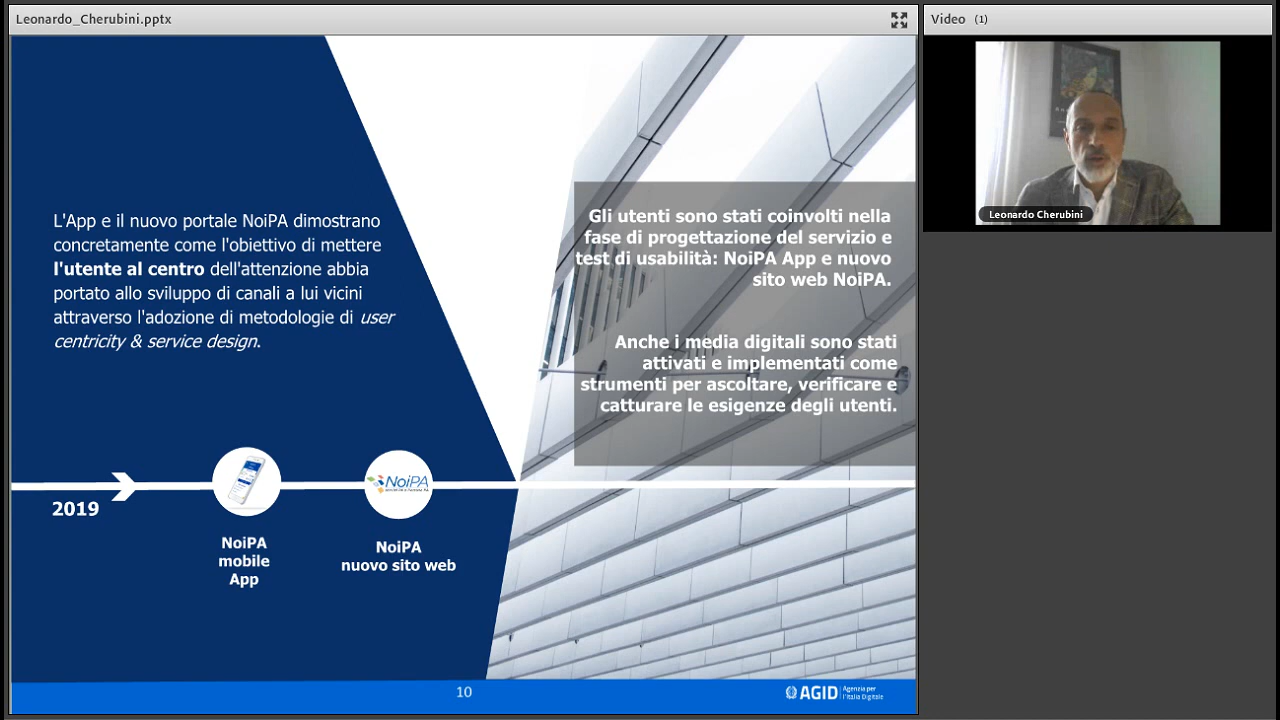 Leonardo_Cherubini.pptx
Video (1)
Leonardo Cherubini
L'App e il nuovo portale NoiPA dimostrano
concretamente come l'obiettivo di mettere
l'utente al centro dell'attenzione abbia
portato allo sviluppo di canali a lui vicini
attraverso l'adozione di metodologie di user
centricity & service design.
Gli utenti sono stati coinvolti nella
fase di progettazione del servizio e
test di usabilità: NoiPA App e nuovo
sito web NoiPA.
Anche i media digitali sono stati
attivati e implementati come
strumenti per ascoltare, verificare e
catturare le esigenze degli utenti.
2019
NoiPA
NoiPA
mobile
App
NoiPA
nuovo sito web
10
AGID
Agenzia per
l'Italia Digitale